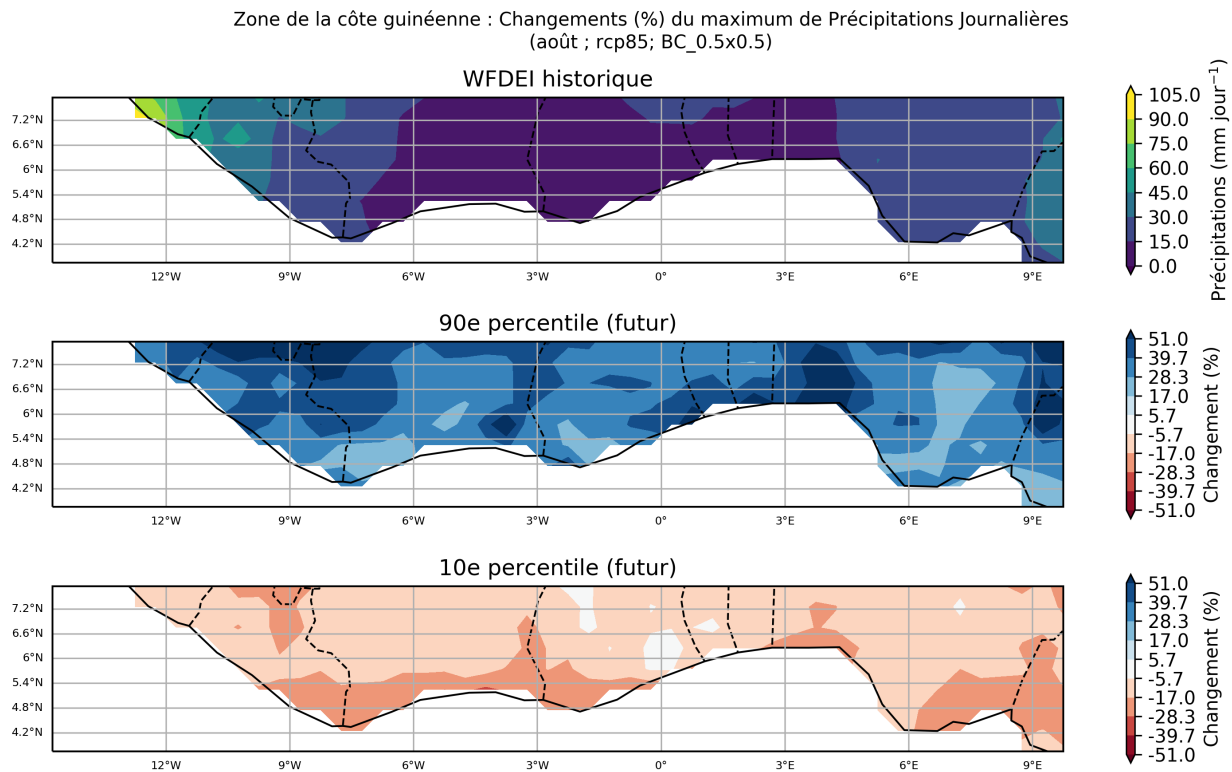 Zone de la côte guinéenne : Changements (%) du maximum de Précipitations Journalières
(août ; rcp85; BC_0.5x0.5)
WFDEI historique
7.2°N
6.6°N
6°N
5.4°N
4.8°N
4.2°N
12°W 9°W 6°W 3°W 0° 3°E 6°E 9°E
105.0
90.0
75.0
60.0
45.0
30.0
15.0
0.0
Précipitations (mm jour⁻¹)
90e percentile (futur)
7.2°N
6.6°N
6°N
5.4°N
4.8°N
4.2°N
12°W 9°W 6°W 3°W 0° 3°E 6°E 9°E
51.0
39.7
28.3
17.0
5.7
-5.7
-17.0
-28.3
-39.7
-51.0
Changement (%)
10e percentile (futur)
7.2°N
6.6°N
6°N
5.4°N
4.8°N
4.2°N
12°W 9°W 6°W 3°W 0° 3°E 6°E 9°E
51.0
39.7
28.3
17.0
5.7
-5.7
-17.0
-28.3
-39.7
-51.0
Changement (%)